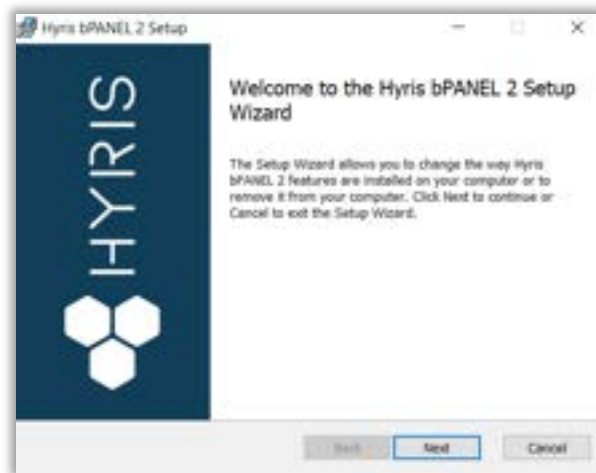 Hyris bPANEL 2 Setup
HYRIS
Welcome to the Hyris bPANEL 2 Setup
Wizard
The Setup Wizard allows you to change the way Hyris
bPANEL 2 features are installed on your computer or to
remove it from your computer. Click Next to continue or
Cancel to exit the Setup Wizard.
Back Next Cancel